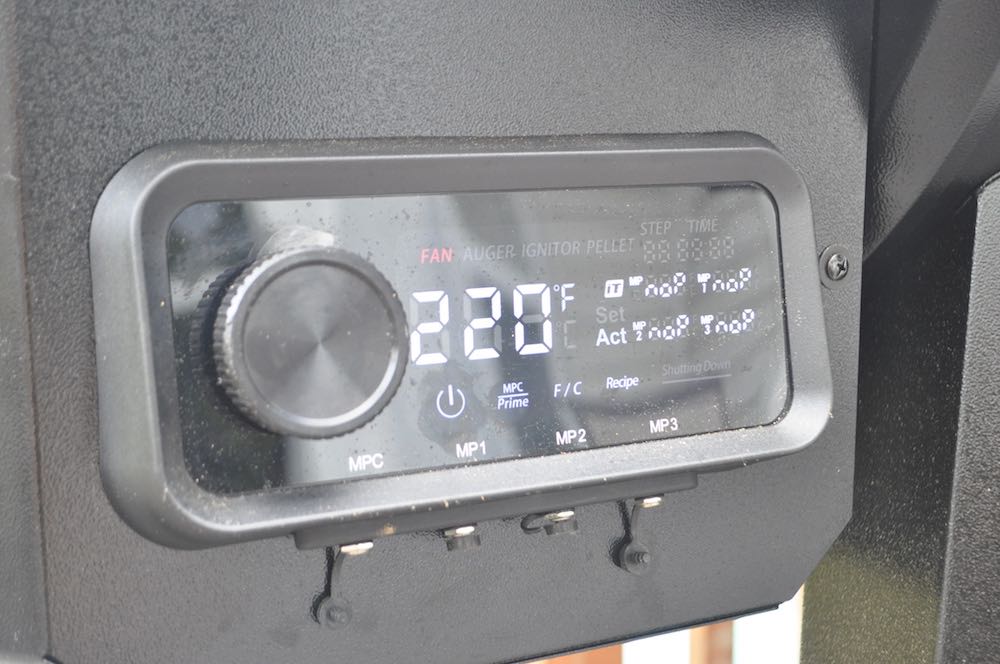 STEP TIME
FAN AUGER IGNITOR PELLET
220°F
°C
iT MP noP MP 1 noP
Set
Act MP 2 noP MP 3 noP
Shutting Down
MPC Prime F/C Recipe
MPC MP1 MP2 MP3